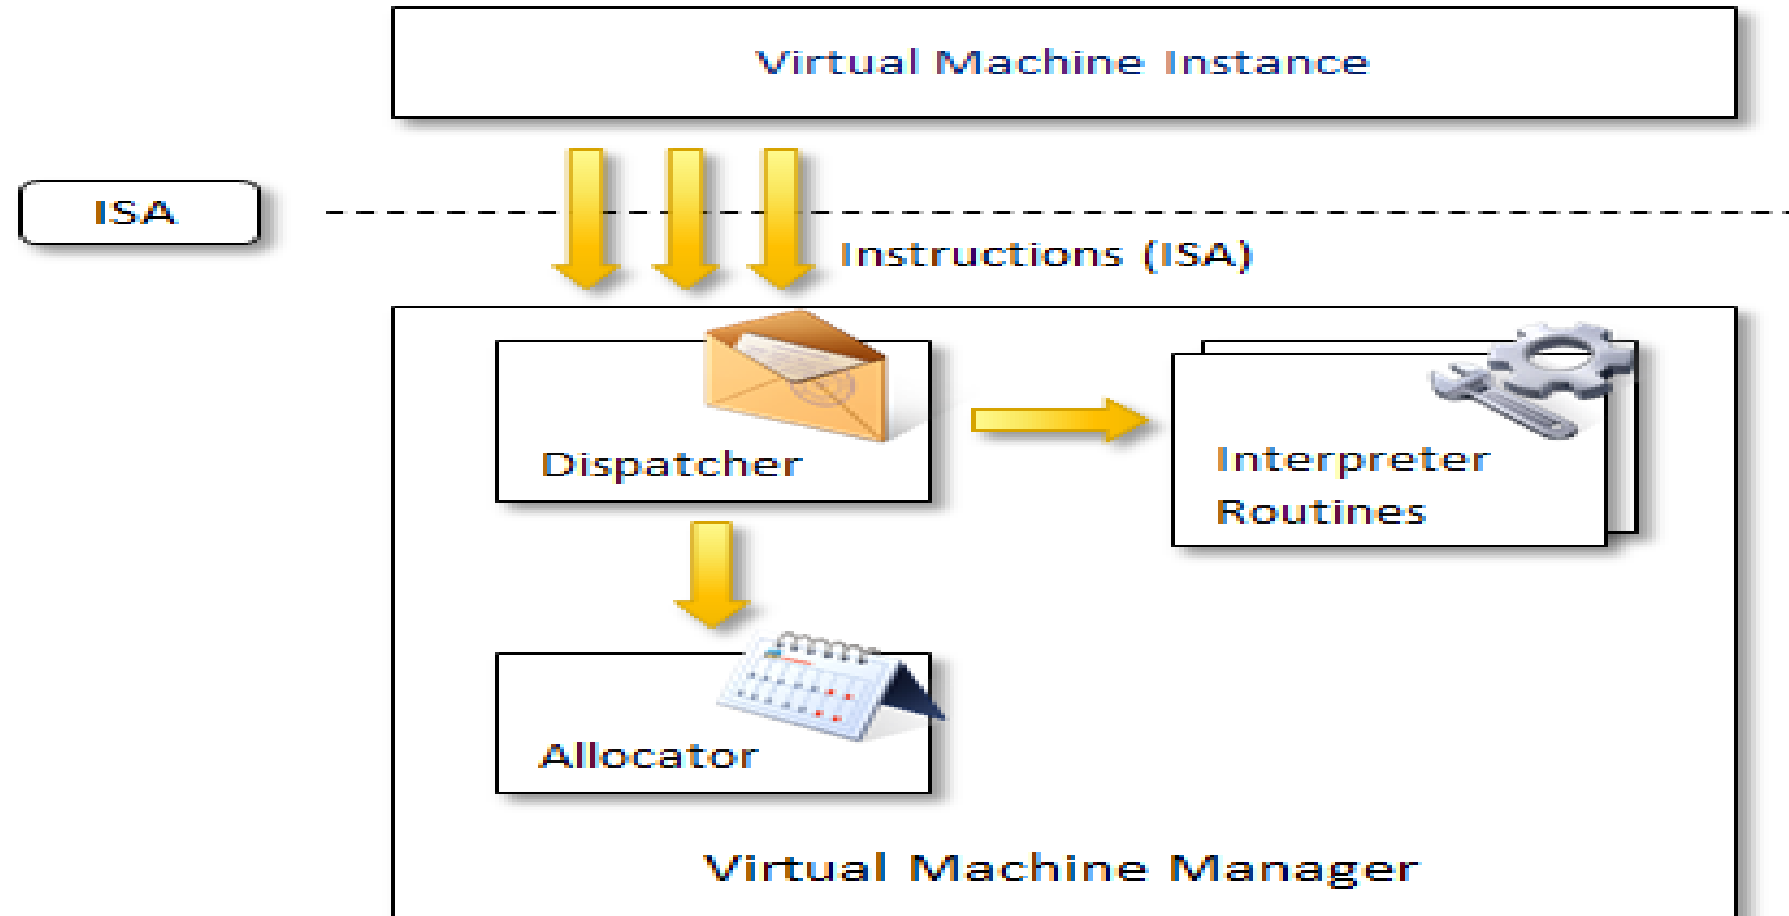 Virtual Machine Instance
ISA
Instructions (ISA)
Dispatcher
Interpreter
Routines
Allocator
Virtual Machine Manager